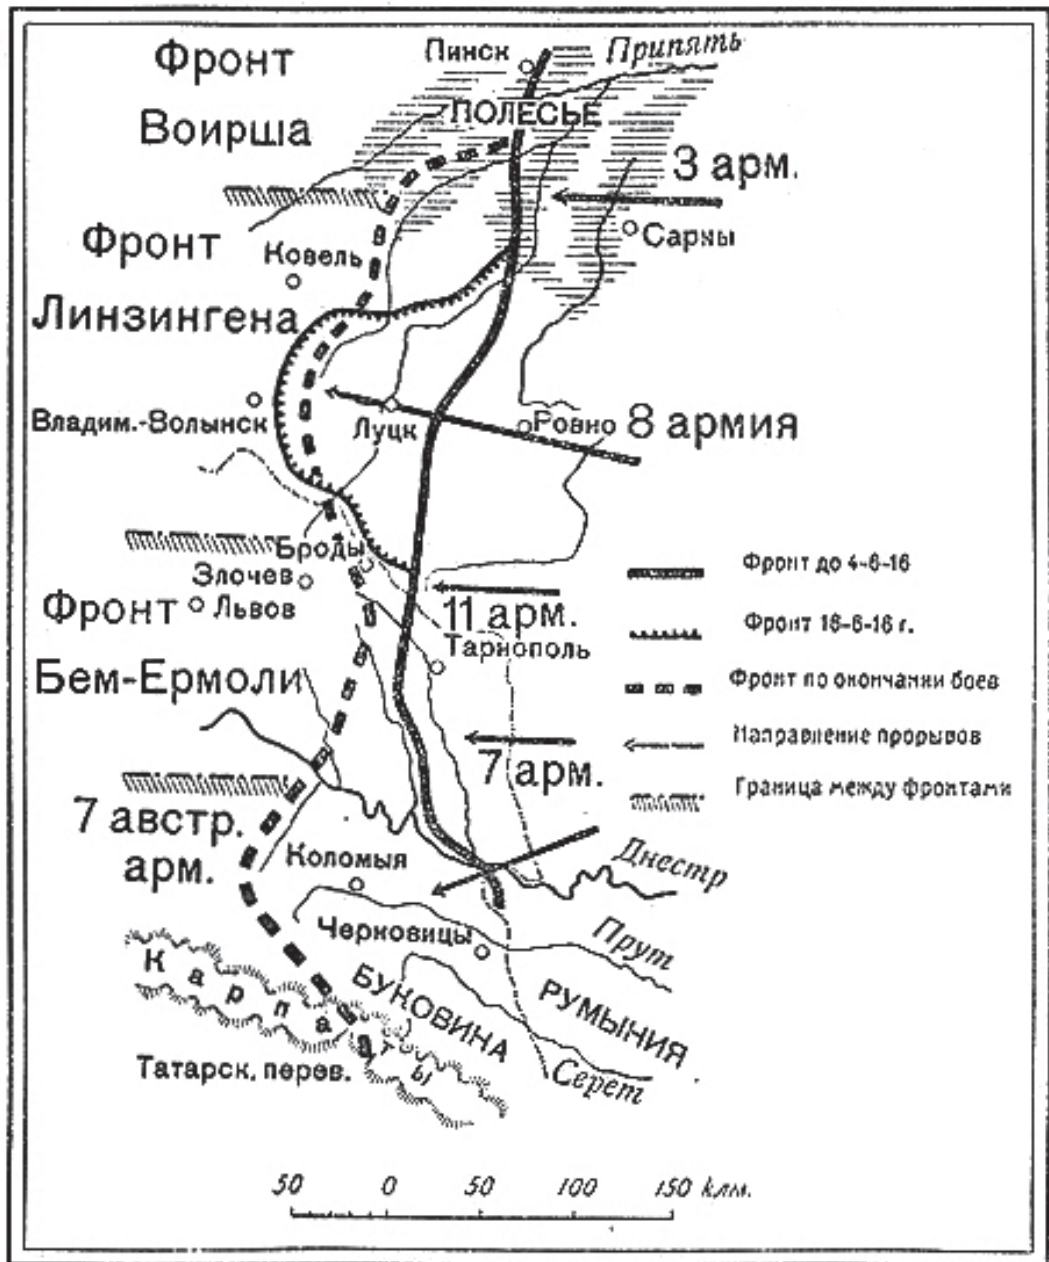 Фронт
Воирша
Пинск
Припять
ПОЛЕСЬЕ
3 арм.
Сарны
Фронт
Ковель
Линзингена
Владим.-Волынск
Луцк
Ровно
8 армия
Броды
Злочев
Фронт
Львов
11 арм.
Тарнополь
Бем-Ермоли
7 арм.
Фронт до 4-6-16
Фронт 16-6-16 г.
Фронт по окончании боев
Направление прорывов
Граница между фронтами
7 австр.
арм.
Коломыя
Днестр
Черновицы
Прут
Карпаты
БУКОВИНА
РУМЫНИЯ
Татарск. перев.
Серет
50 0 50 100 150 клм.